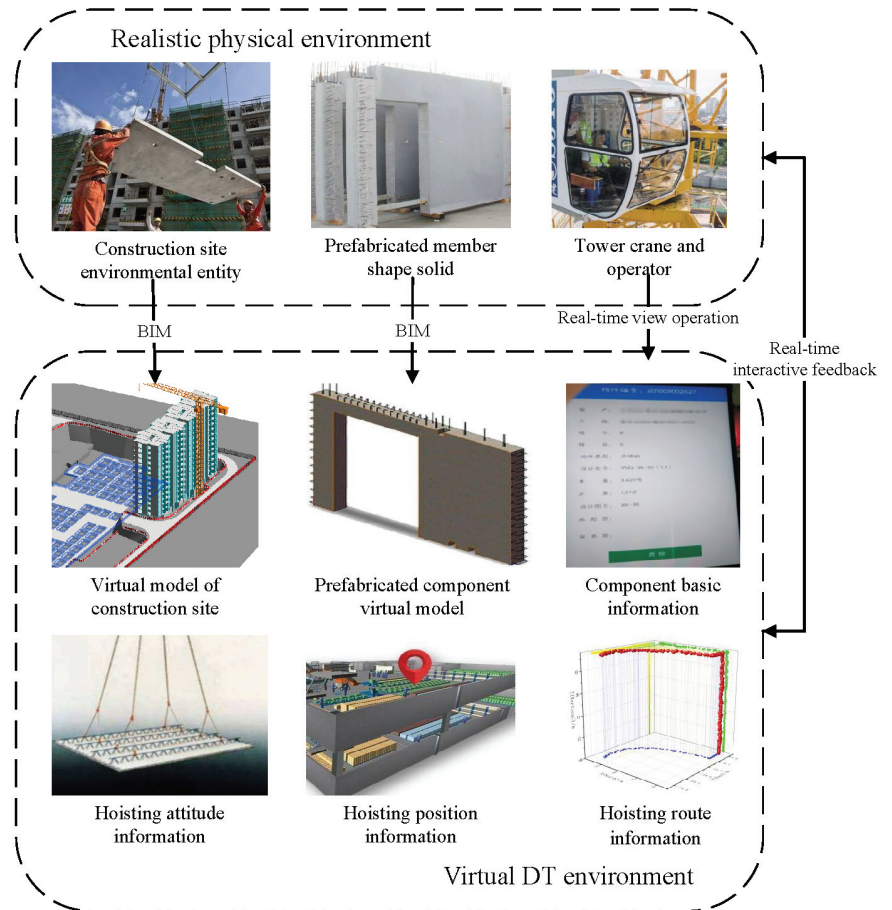 Realistic physical environment
Construction site
environmental entity
Prefabricated member
shape solid
Tower crane and
operator
BIM
BIM
Real-time view operation
Real-time
interactive feedback
Virtual model of
construction site
Prefabricated component
virtual model
Component basic
information
Hoisting attitude
information
Hoisting position
information
Hoisting route
information
Virtual DT environment